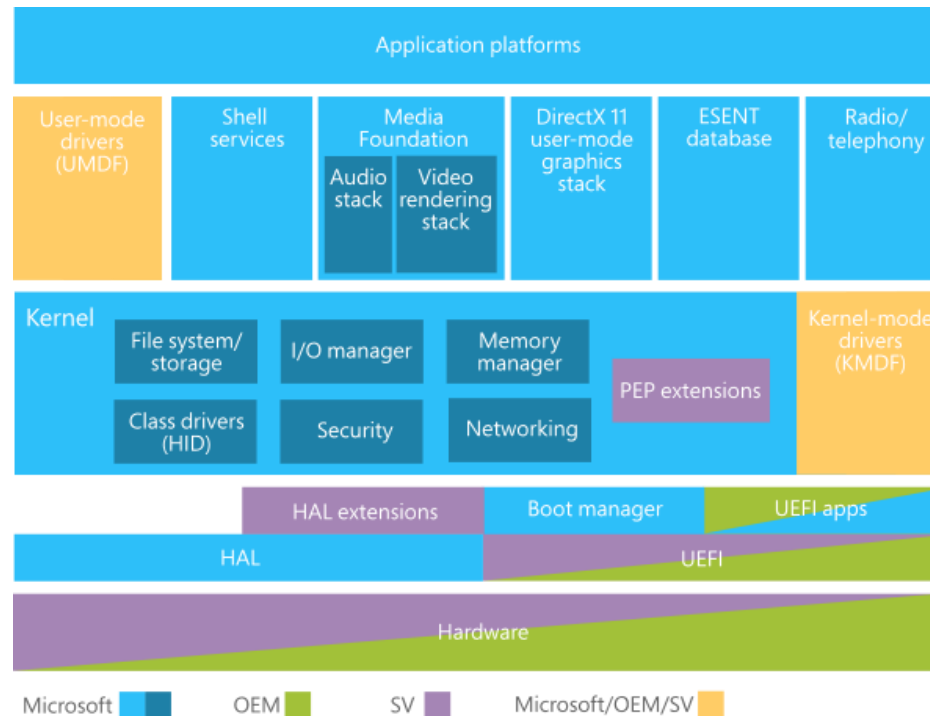 Application platforms
User-mode
drivers
(UMDF)
Shell
services
Media
Foundation
Audio
stack
Video
rendering
stack
DirectX 11
user-mode
graphics
stack
ESENT
database
Radio/
telephony
Kernel
File system/
storage
I/O manager
Memory
manager
PEP extensions
Class drivers
(HID)
Security
Networking
Kernel-mode
drivers
(KMDF)
HAL extensions
Boot manager
UEFI apps
HAL
UEFI
Hardware
Microsoft
OEM
SV
Microsoft/OEM/SV